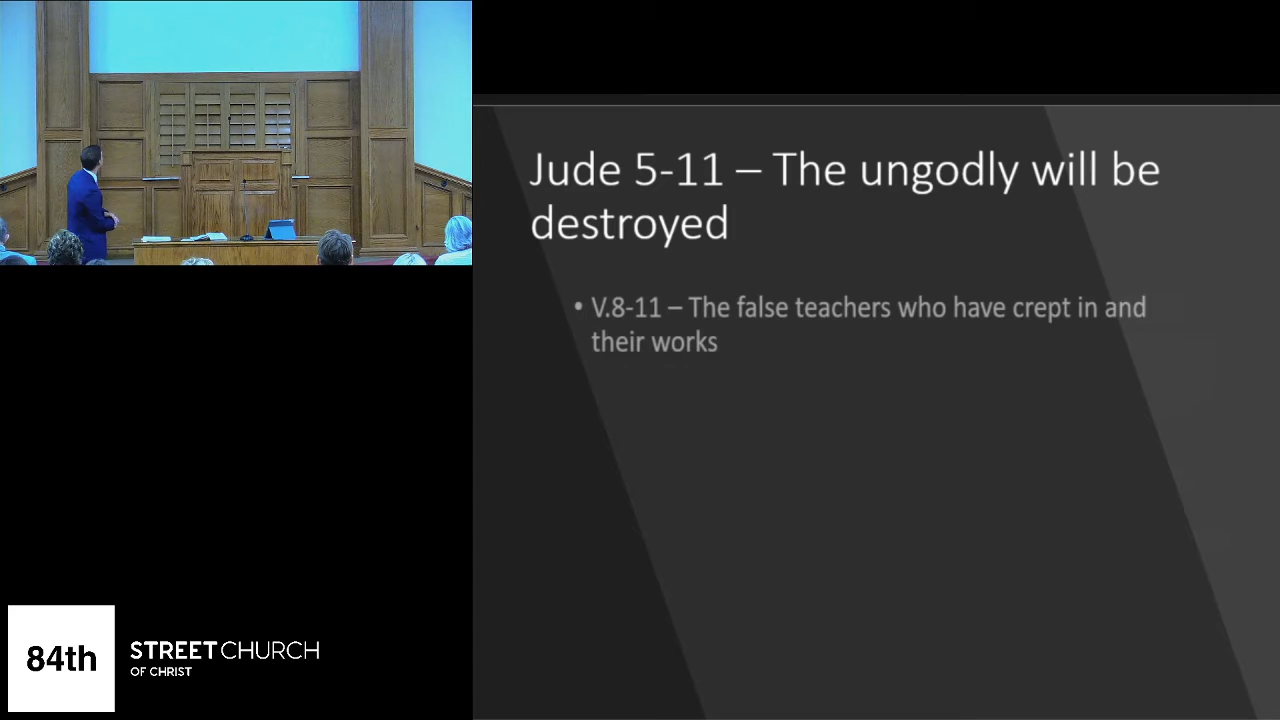 Jude 5-11 – The ungodly will be
destroyed
• V.8-11 – The false teachers who have crept in and
their works
84th
STREET CHURCH
OF CHRIST